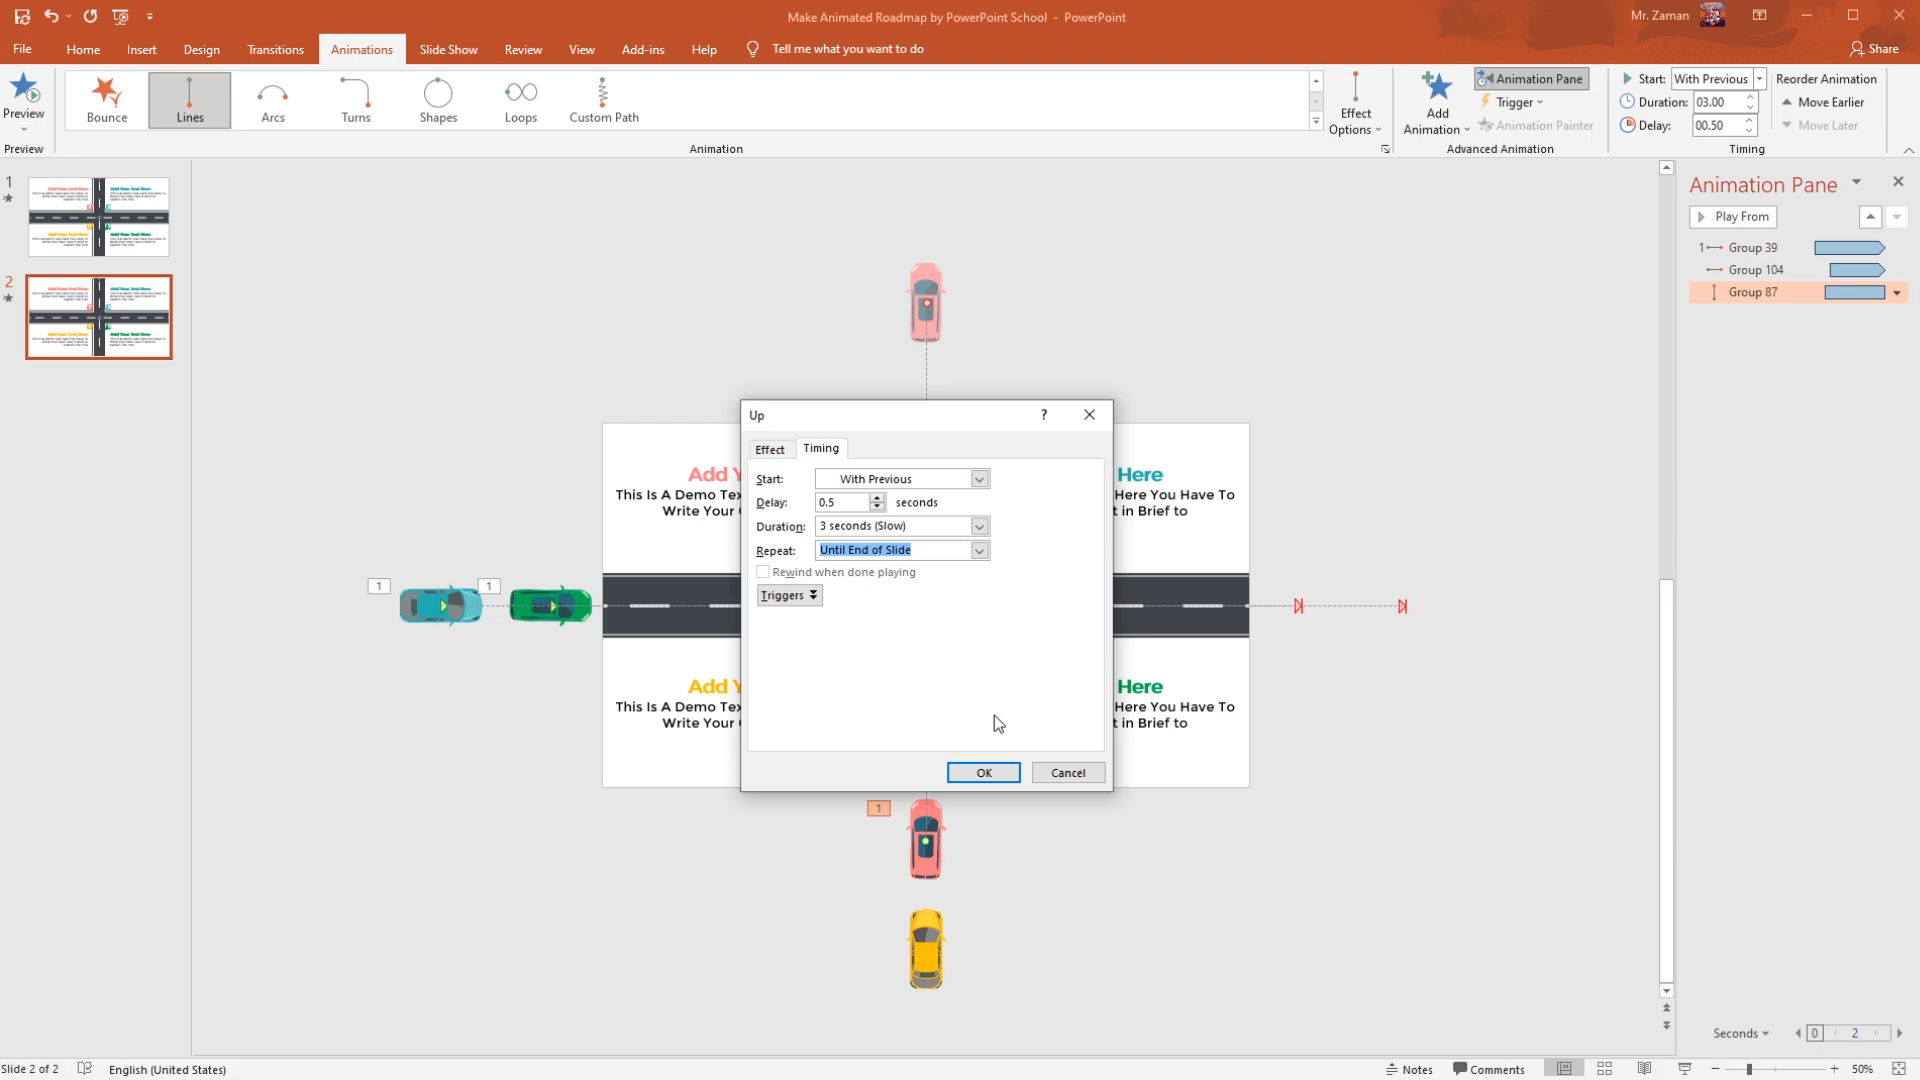 Make Animated Roadmap by PowerPoint School - PowerPoint
Mr. Zaman
File
Home
Insert
Design
Transitions
Animations
Slide Show
Review
View
Add-ins
Help
Tell me what you want to do
Share
Preview
Bounce
Lines
Arcs
Turns
Shapes
Loops
Custom Path
Effect
Options
Add
Animation
Animation Pane
Trigger
Animation Painter
Start: With Previous
Duration: 03.00
Delay: 00.50
Reorder Animation
Move Earlier
Move Later
Preview
Animation
Advanced Animation
Timing
1
2
Animation Pane
Play From
1 Group 39
Group 104
Group 87
Up
?
Effect
Timing
Start: With Previous
Delay: 0.5 seconds
Duration: 3 seconds (Slow)
Repeat: Until End of Slide
Rewind when done playing
Triggers
OK
Cancel
Add Y
This Is A Demo Tex
Write Your
Here
Here You Have To
t in Brief to
1
1
Add Y
This Is A Demo Tex
Write Your
Here
Here You Have To
t in Brief to
1
Seconds
0
2
Slide 2 of 2
English (United States)
Notes
Comments
50%